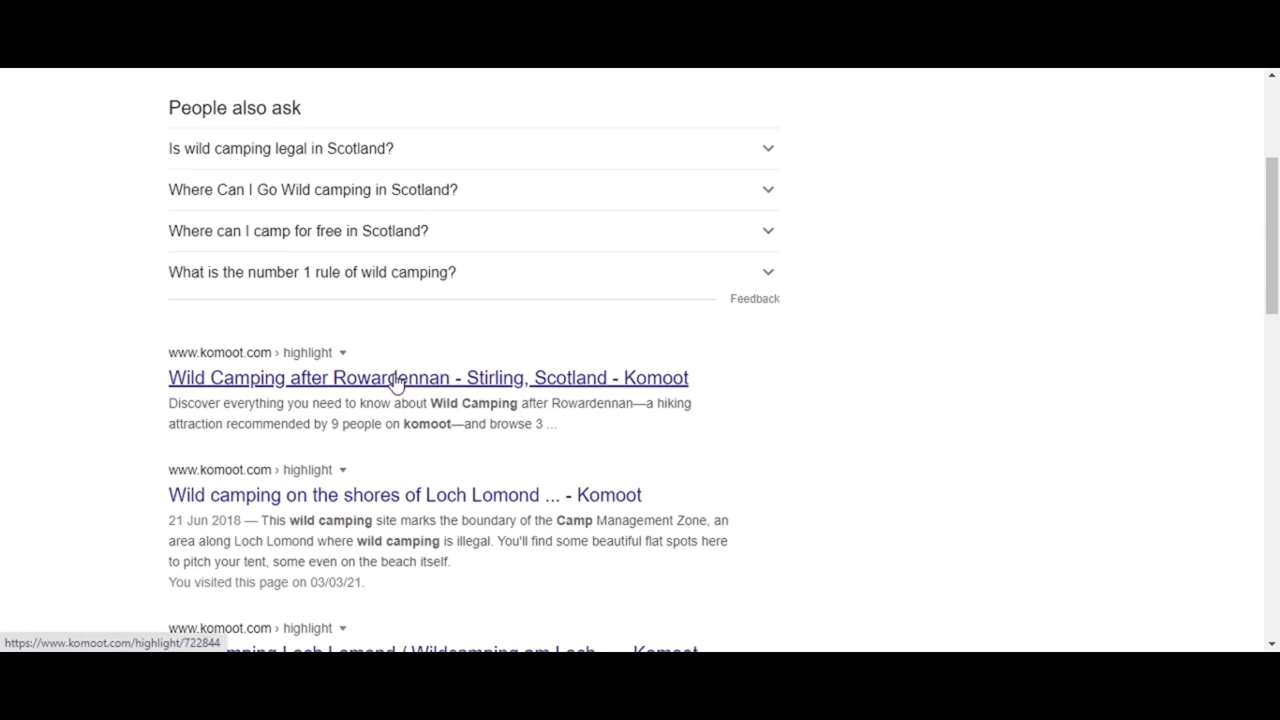 People also ask
Is wild camping legal in Scotland?
Where Can I Go Wild camping in Scotland?
Where can I camp for free in Scotland?
What is the number 1 rule of wild camping?
Feedback
www.komoot.com › highlight
Wild Camping after Rowardennan - Stirling, Scotland - Komoot
Discover everything you need to know about Wild Camping after Rowardennan—a hiking
attraction recommended by 9 people on komoot—and browse 3 ...
www.komoot.com › highlight
Wild camping on the shores of Loch Lomond ... - Komoot
21 Jun 2018 — This wild camping site marks the boundary of the Camp Management Zone, an
area along Loch Lomond where wild camping is illegal. You'll find some beautiful flat spots here
to pitch your tent, some even on the beach itself.
You visited this page on 03/03/21.
www.komoot.com › highlight
Loch Lomond / Wildcamping am Loch ... - Komoot
https://www.komoot.com/highlight/722844